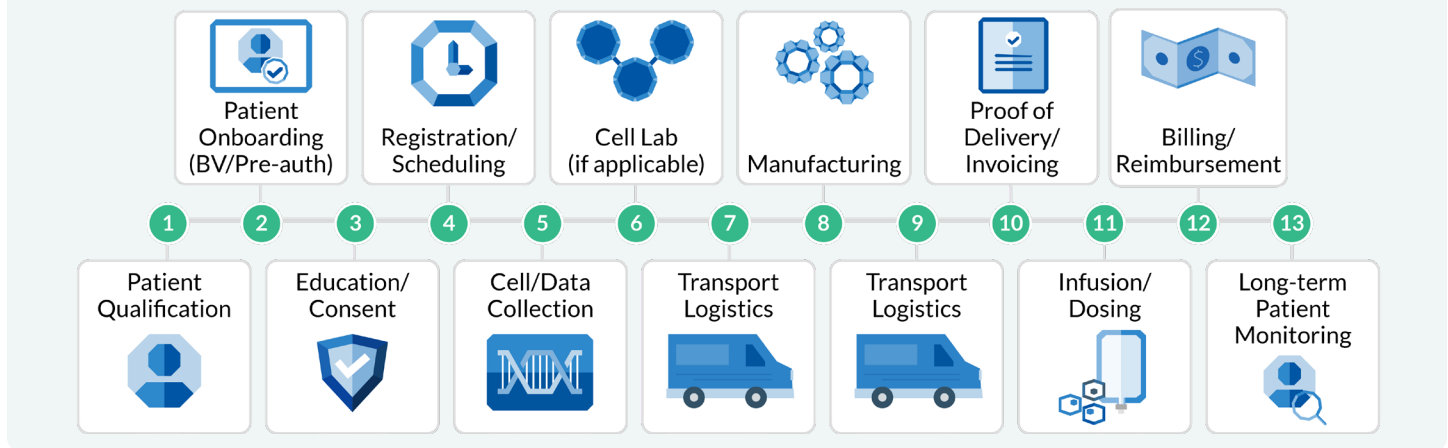 Patient
Onboarding
(BV/Pre-auth)
Registration/
Scheduling
Cell Lab
(if applicable)
Manufacturing
Proof of
Delivery/
Invoicing
$
Billing/
Reimbursement
1 2 3 4 5 6 7 8 9 10 11 12 13
Patient
Qualification
Education/
Consent
Cell/Data
Collection
Transport
Logistics
Transport
Logistics
Infusion/
Dosing
Long-term
Patient
Monitoring